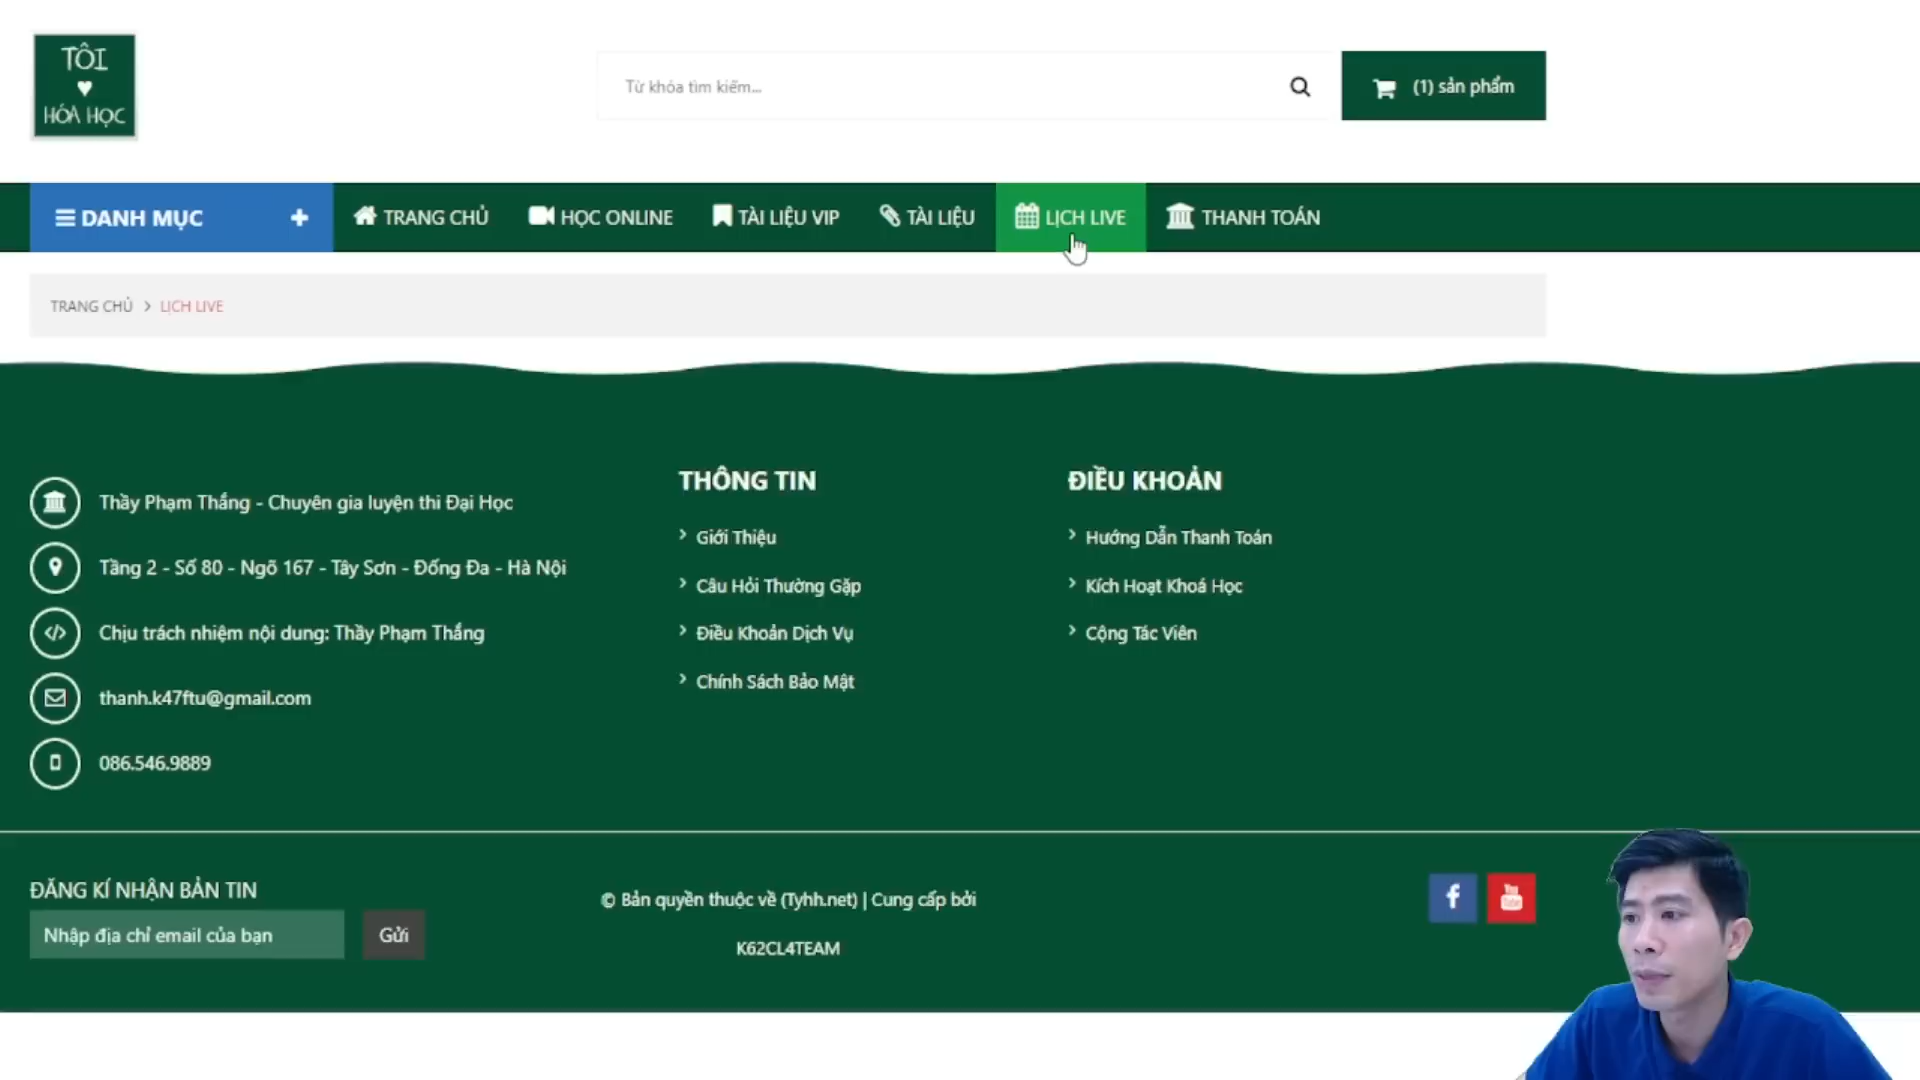 TÔI
HÓA HỌC
Từ khóa tìm kiếm...
(1) sản phẩm
DANH MỤC
TRANG CHỦ
HỌC ONLINE
TÀI LIỆU VIP
TÀI LIỆU
LỊCH LIVE
THANH TOÁN
TRANG CHỦ > LỊCH LIVE
Thầy Phạm Thắng - Chuyên gia luyện thi Đại Học
Tầng 2 - Số 80 - Ngõ 167 - Tây Sơn - Đống Đa - Hà Nội
Chịu trách nhiệm nội dung: Thầy Phạm Thắng
thanh.k47ftu@gmail.com
086.546.9889
THÔNG TIN
Giới Thiệu
Câu Hỏi Thường Gặp
Điều Khoản Dịch Vụ
Chính Sách Bảo Mật
ĐIỀU KHOẢN
Hướng Dẫn Thanh Toán
Kích Hoạt Khoá Học
Cộng Tác Viên
ĐĂNG KÍ NHẬN BẢN TIN
Nhập địa chỉ email của bạn
Gửi
© Bản quyền thuộc về (Tyhh.net) | Cung cấp bởi
K62CL4TEAM